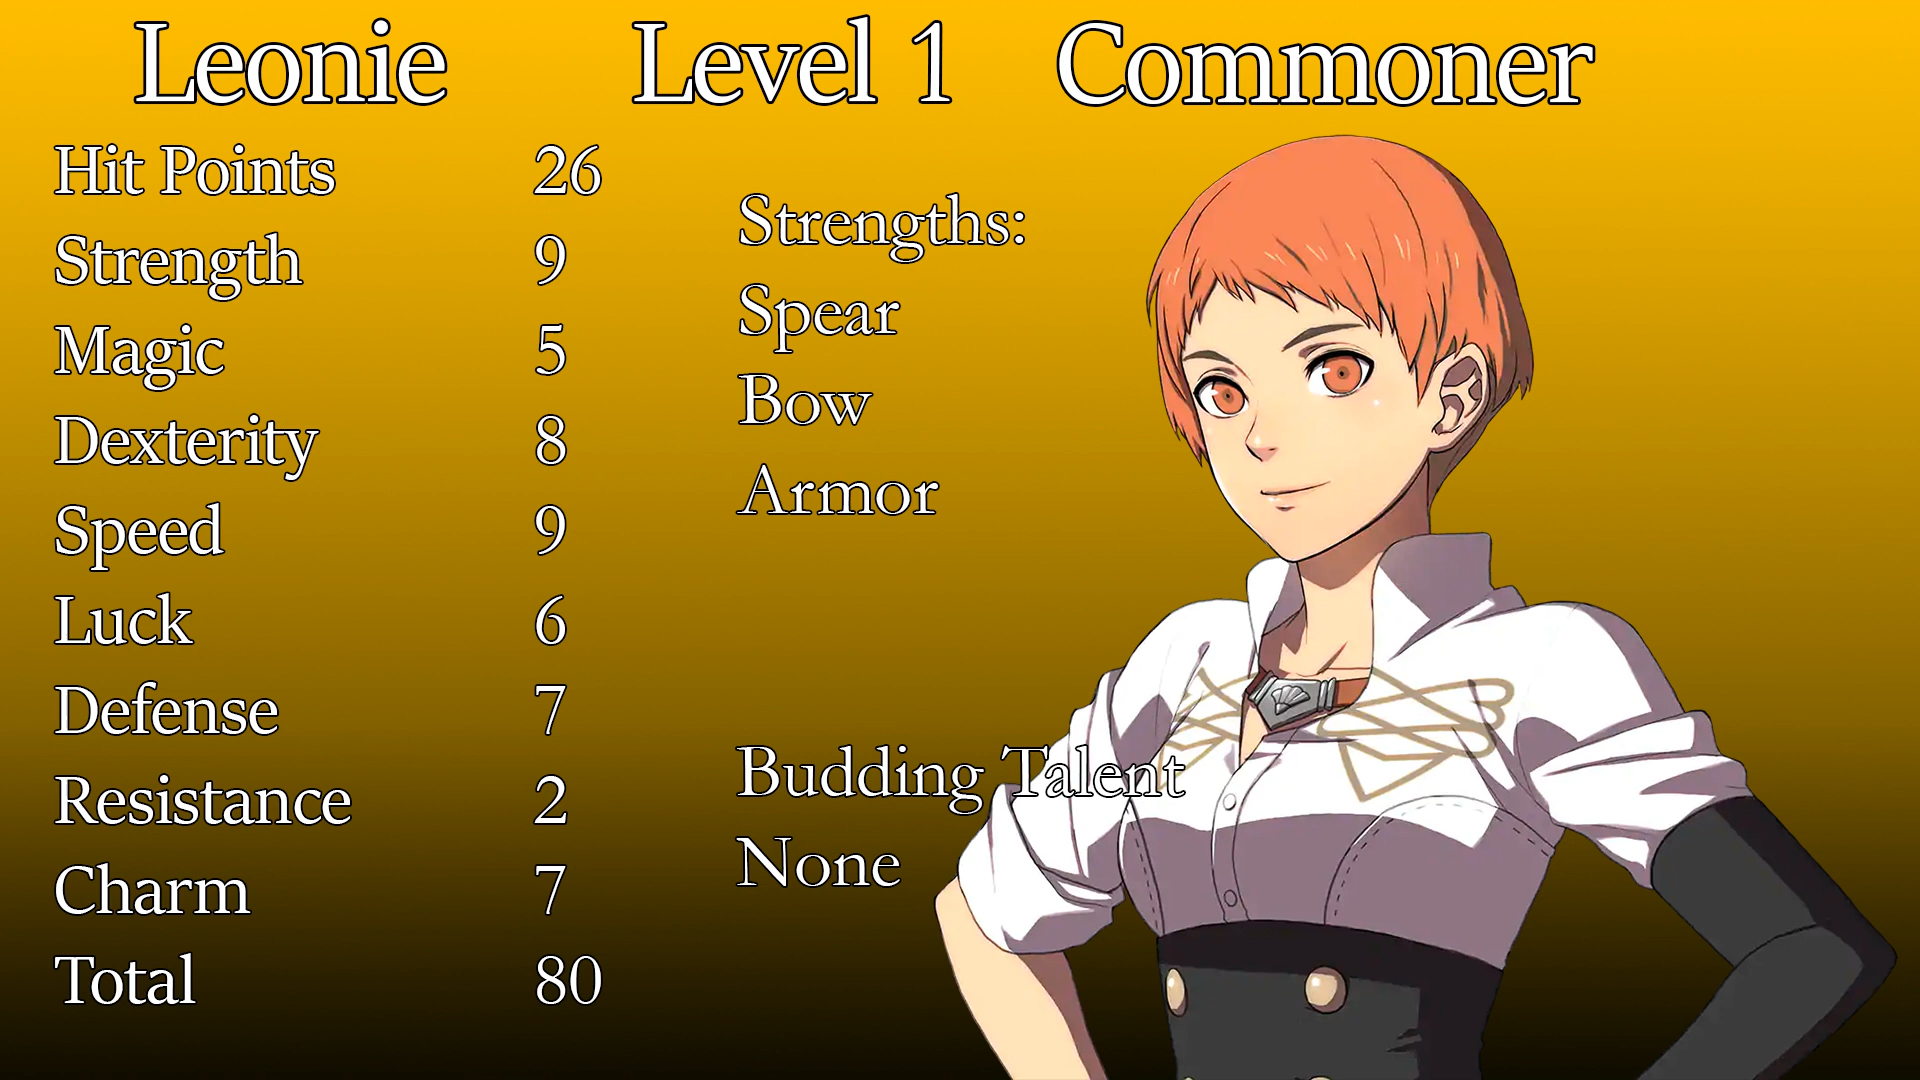 Leonie Level 1 Commoner
Hit Points 26
Strength 9
Magic 5
Dexterity 8
Speed 9
Luck 6
Defense 7
Resistance 2
Charm 7
Total 80
Strengths:
Spear
Bow
Armor
Budding Talent
None